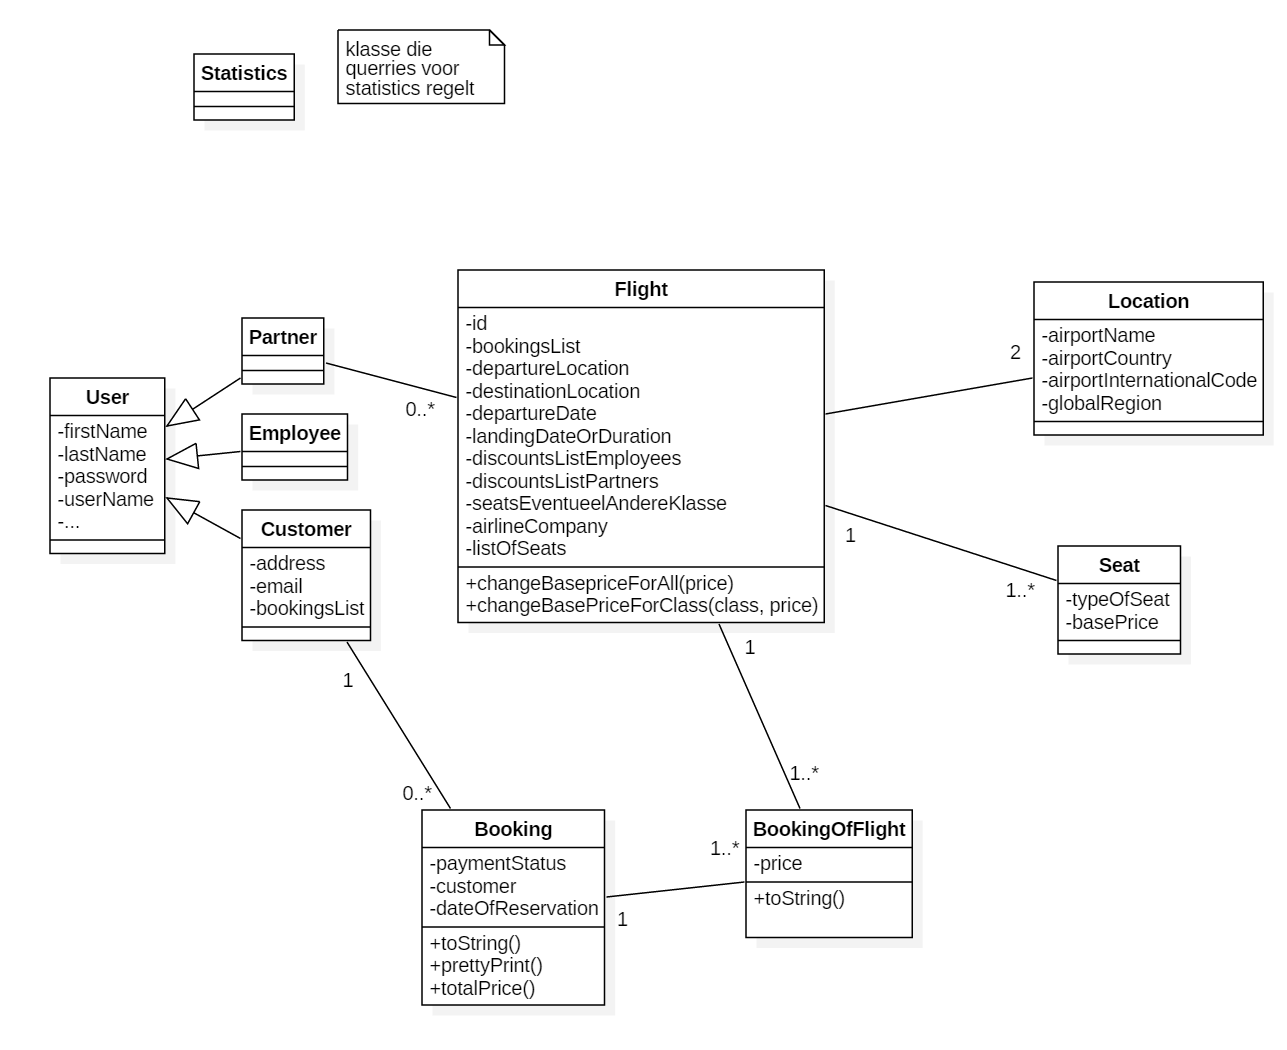 Statistics
klasse die
querries voor
statistics regelt
Flight
-id
-bookingsList
-departureLocation
-destinationLocation
-departureDate
-landingDateOrDuration
-discountsListEmployees
-discountsListPartners
-seatsEventueelAndereKlasse
-airlineCompany
-listOfSeats
+changeBasepriceForAll(price)
+changeBasePriceForClass(class, price)
Location
-airportName
-airportCountry
-airportInternationalCode
-globalRegion
2
Partner
0..*
User
-firstName
-lastName
-password
-userName
-...
Employee
Customer
-address
-email
-bookingsList
1
1..*
Seat
-typeOfSeat
-basePrice
1
0..*
1
1..*
Booking
-paymentStatus
-customer
-dateOfReservation
+toString()
+prettyPrint()
+totalPrice()
1
1..*
BookingOfFlight
-price
+toString()